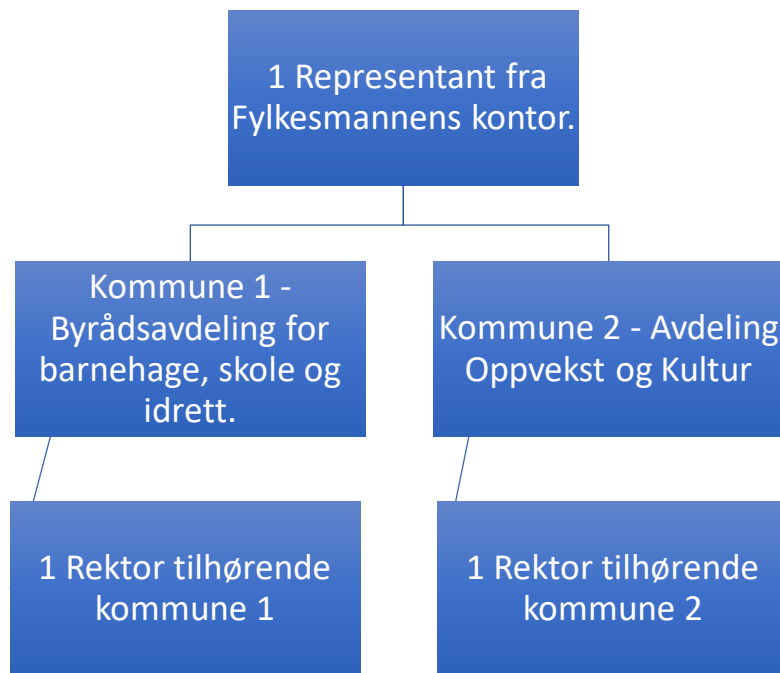 1 Representant fra
Fylkesmannens kontor.
Kommune 1 -
Byrådsavdeling for
barnehage, skole og
idrett.
Kommune 2 - Avdeling
Oppvekst og Kultur
1 Rektor tilhørende
kommune 1
1 Rektor tilhørende
kommune 2